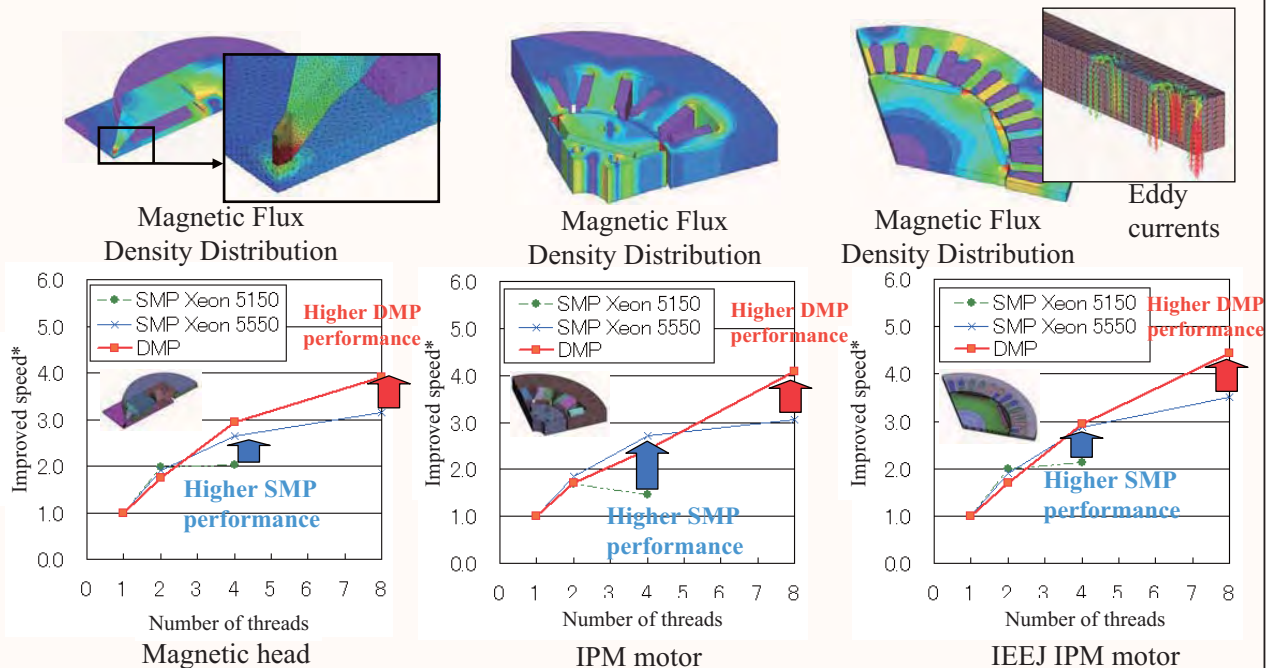 Magnetic Flux
Density Distribution
Magnetic Flux
Density Distribution
Magnetic Flux
Density Distribution
Eddy
currents
6.0
5.0
4.0
3.0
2.0
1.0
0.0
Improved speed*
SMP Xeon 5150
SMP Xeon 5550
DMP
Higher DMP
performance
Higher SMP
performance
0 1 2 3 4 5 6 7 8
Number of threads
Magnetic head
6.0
5.0
4.0
3.0
2.0
1.0
0.0
Improved speed*
SMP Xeon 5150
SMP Xeon 5550
DMP
Higher DMP
performance
Higher SMP
performance
0 1 2 3 4 5 6 7 8
Number of threads
IPM motor
6.0
5.0
4.0
3.0
2.0
1.0
0.0
Improved speed*
SMP Xeon 5150
SMP Xeon 5550
DMP
Higher DMP
performance
Higher SMP
performance
0 1 2 3 4 5 6 7 8
Number of threads
IEEJ IPM motor